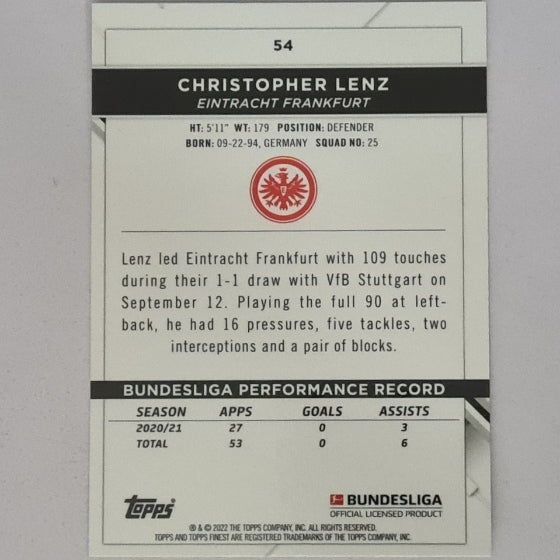 54
CHRISTOPHER LENZ
EINTRACHT FRANKFURT
HT: 5'11" WT: 179 POSITION: DEFENDER
BORN: 09-22-94, GERMANY SQUAD NO: 25
Lenz led Eintracht Frankfurt with 109 touches
during their 1-1 draw with VfB Stuttgart on
September 12. Playing the full 90 at left-
back, he had 16 pressures, five tackles, two
interceptions and a pair of blocks.
BUNDESLIGA PERFORMANCE RECORD
SEASON APPS GOALS ASSISTS
2020/21 27 0 3
TOTAL 53 0 6
topps
BUNDESLIGA
OFFICIAL LICENSED PRODUCT
® & © 2022 THE TOPPS COMPANY, INC. ALL RIGHTS RESERVED.
TOPPS AND TOPPS FINEST ARE REGISTERED TRADEMARKS OF THE TOPPS COMPANY, INC.